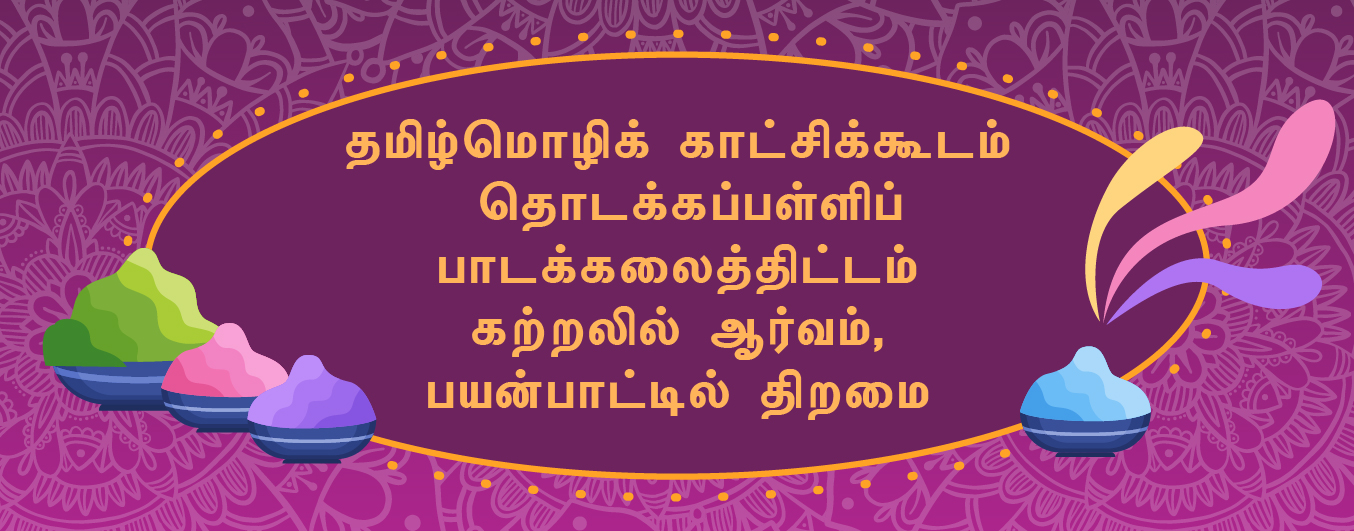 தமிழ்மொழிக் காட்சிக்கூடம்
தொடக்கப்பள்ளிப்
பாடக்கலைத்திட்டம்
கற்றலில் ஆர்வம்,
பயன்பாட்டில் திறமை